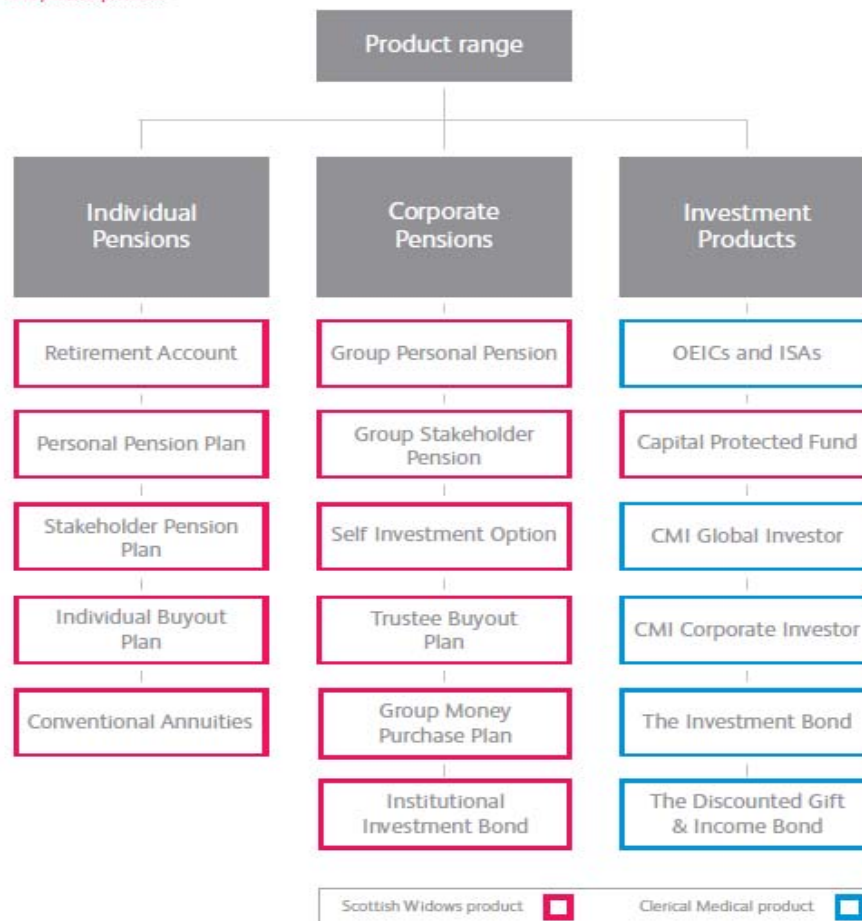 Product range
Individual
Pensions
Corporate
Pensions
Investment
Products
Retirement Account
Personal Pension Plan
Stakeholder Pension
Plan
Individual Buyout
Plan
Conventional Annuities
Group Personal Pension
Group Stakeholder
Pension
Self Investment Option
Trustee Buyout
Plan
Group Money
Purchase Plan
Institutional
Investment Bond
OEICs and ISAs
Capital Protected Fund
CMI Global Investor
CMI Corporate Investor
The Investment Bond
The Discounted Gift
& Income Bond
Scottish Widows product
Clerical Medical product